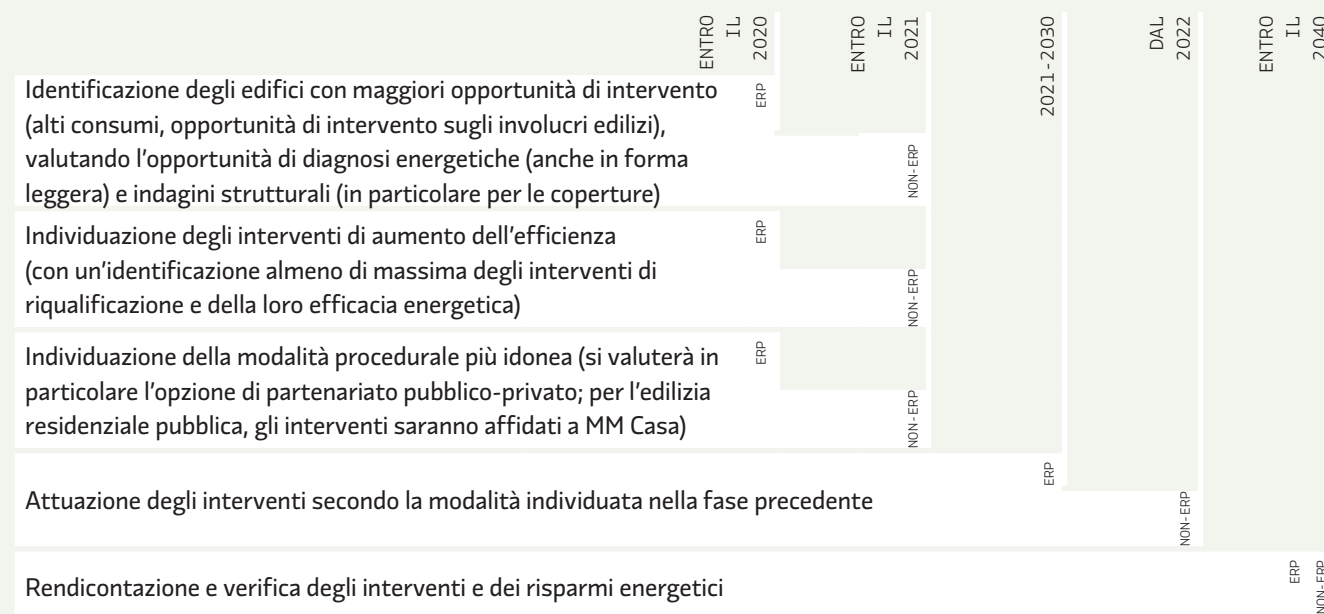 ENTRO
IL
2020
ENTRO
IL
2021
2021-2030
DAL
2022
ENTRO
IL
2040
Identificazione degli edifici con maggiori opportunità di intervento
(alti consumi, opportunità di intervento sugli involucri edilizi),
valutando l'opportunità di diagnosi energetiche (anche in forma
leggera) e indagini strutturali (in particolare per le coperture)
ERP
NON-ERP
Individuazione degli interventi di aumento dell'efficienza
(con un'identificazione almeno di massima degli interventi di
riqualificazione e della loro efficacia energetica)
ERP
NON-ERP
Individuazione della modalità procedurale più idonea (si valuterà in
particolare l'opzione di partenariato pubblico-privato; per l'edilizia
residenziale pubblica, gli interventi saranno affidati a MM Casa)
ERP
NON-ERP
Attuazione degli interventi secondo la modalità individuata nella fase precedente
ERP
NON-ERP
Rendicontazione e verifica degli interventi e dei risparmi energetici
ERP
NON-ERP